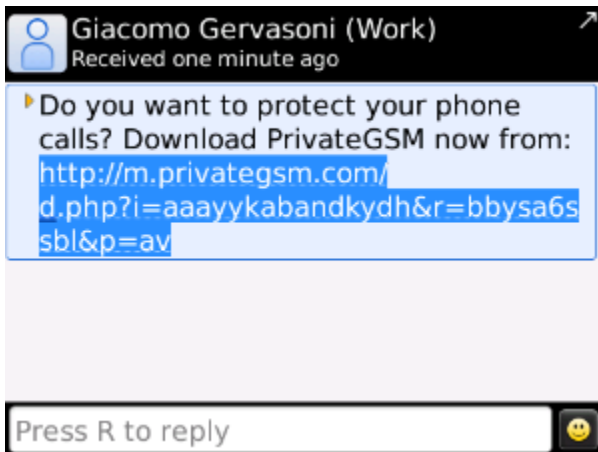 Giacomo Gervasoni (Work)
Received one minute ago
Do you want to protect your phone
calls? Download PrivateGSM now from:
http://m.privategsm.com/
d.php?i=aaayykabandkydh&r=bbysa6s
sbl&p=av
Press R to reply